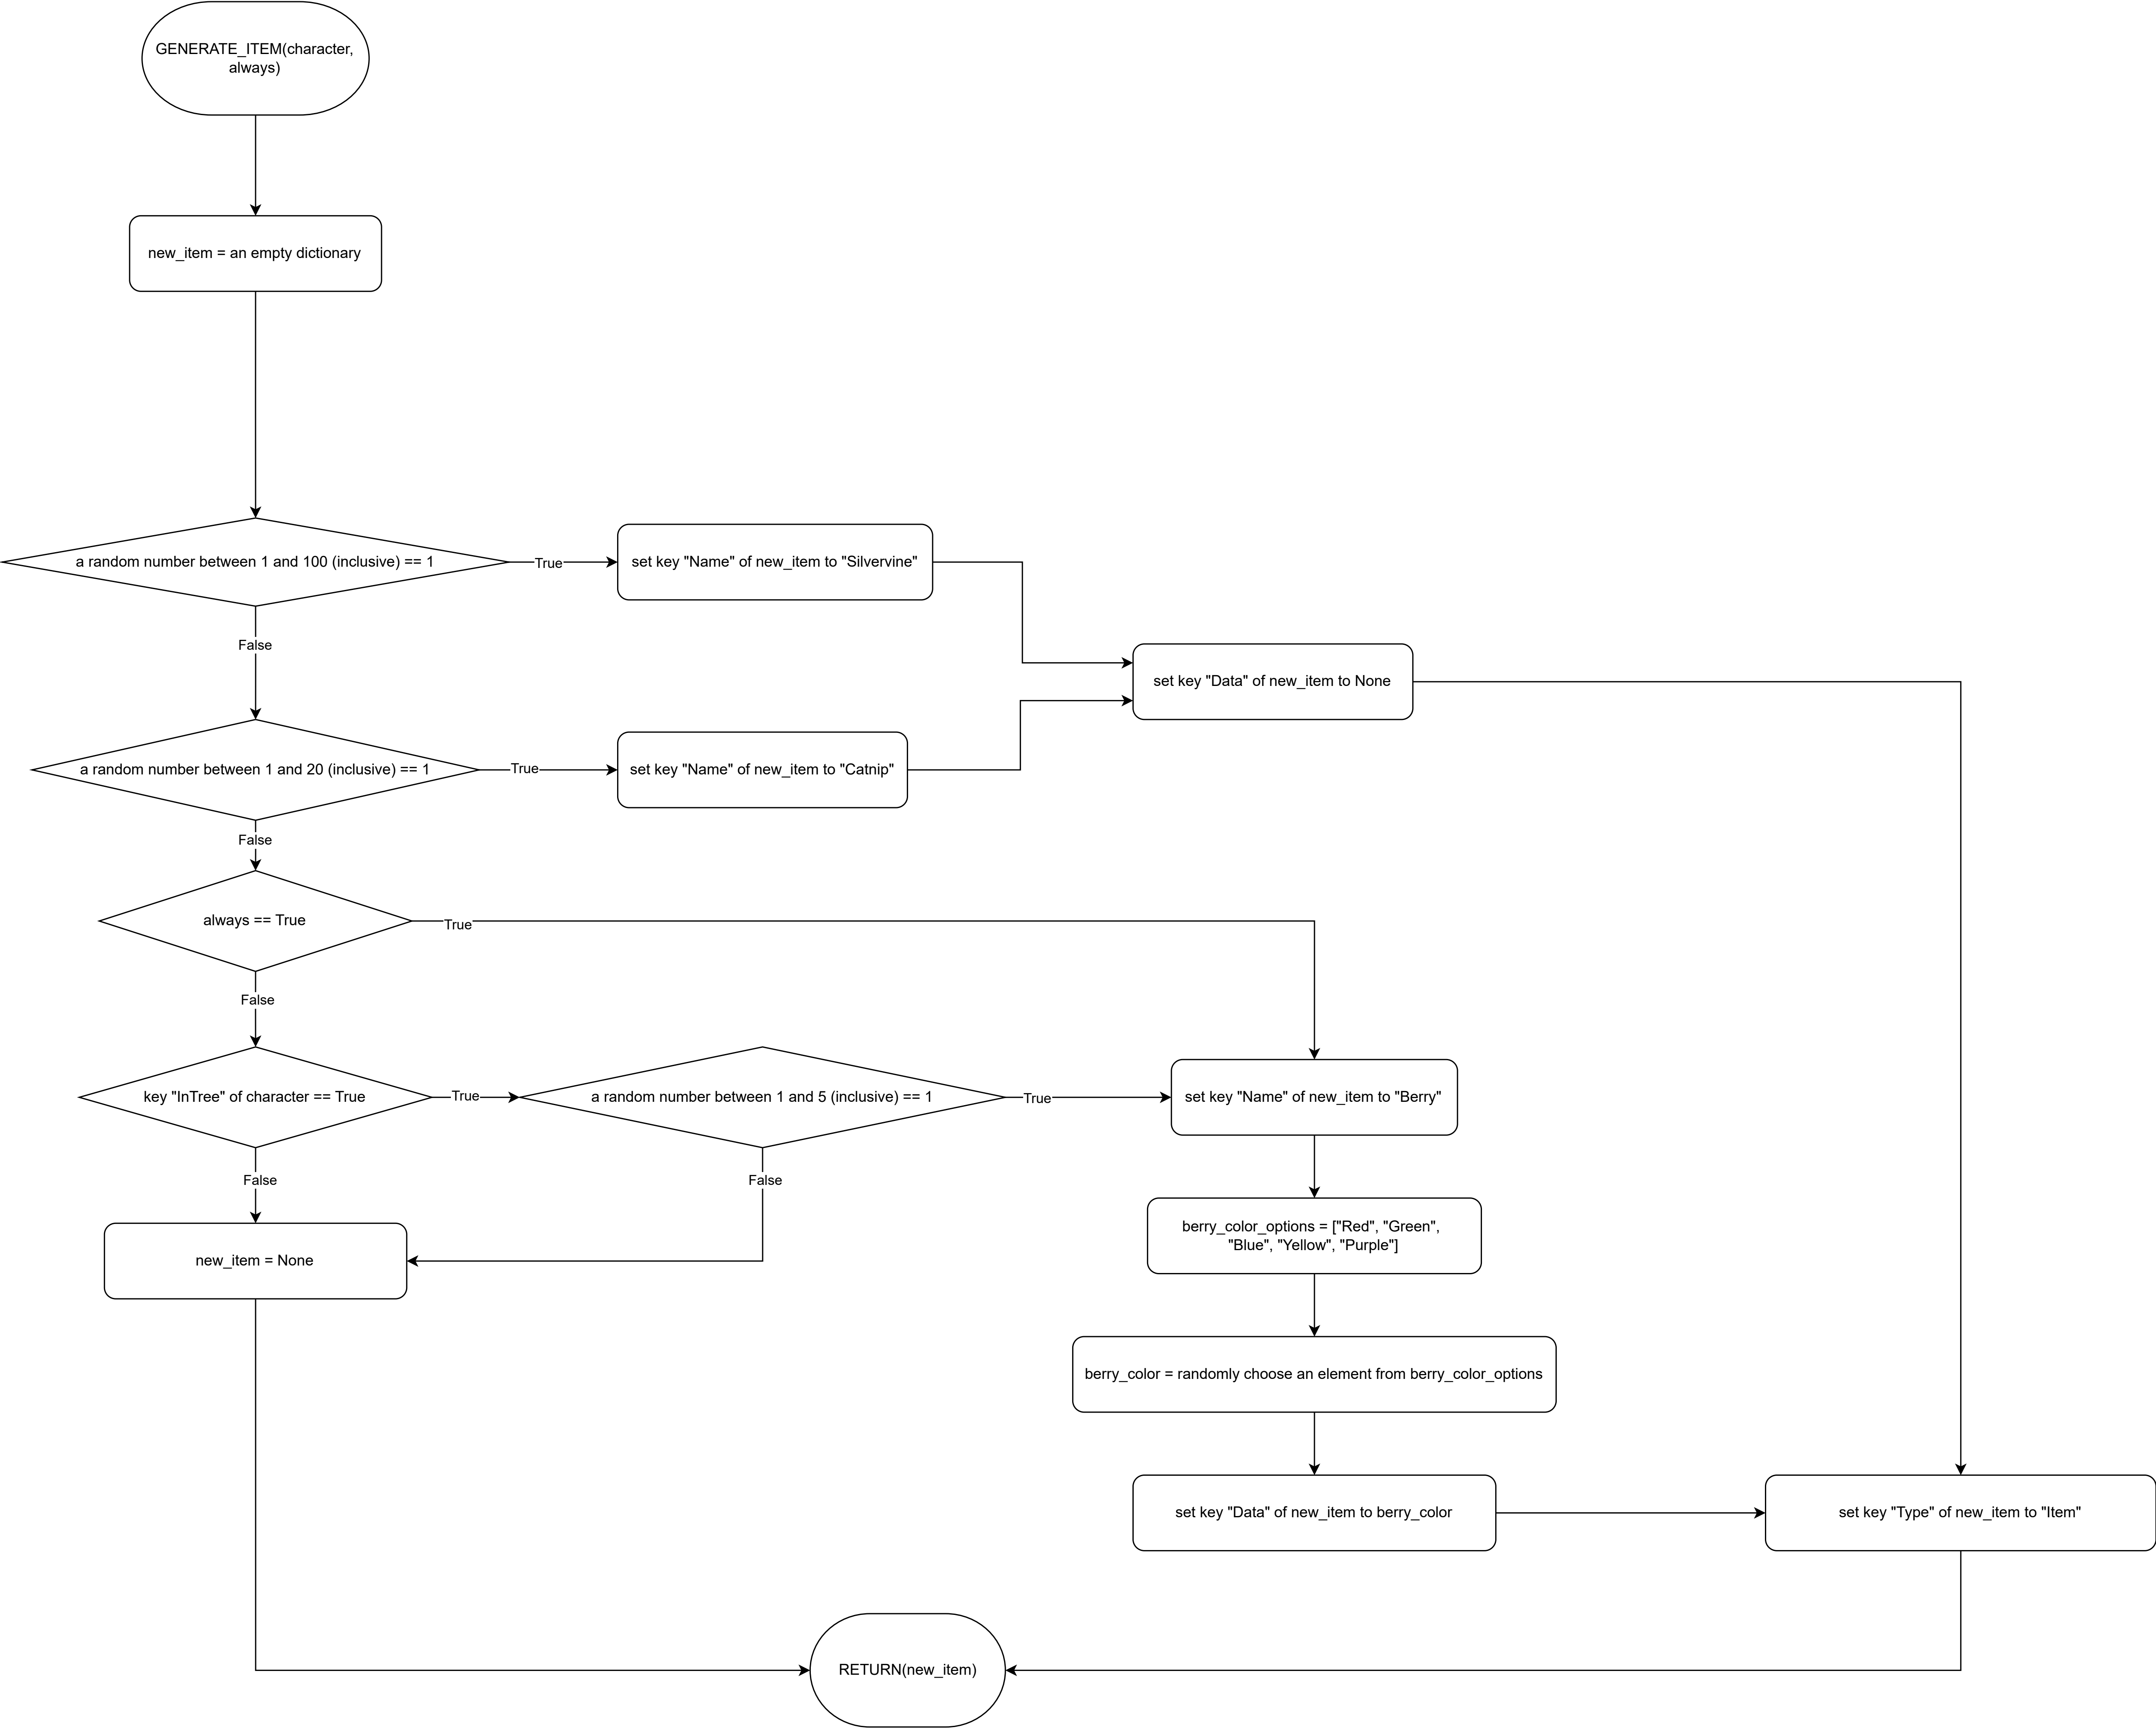 GENERATE_ITEM(character,
always)
new_item = an empty dictionary
a random number between 1 and 100 (inclusive) == 1
True
set key "Name" of new_item to "Silvervine"
False
set key "Data" of new_item to None
a random number between 1 and 20 (inclusive) == 1
True
set key "Name" of new_item to "Catnip"
False
always == True
True
False
key "InTree" of character == True
True
a random number between 1 and 5 (inclusive) == 1
True
set key "Name" of new_item to "Berry"
False
False
berry_color_options = ["Red", "Green",
"Blue", "Yellow", "Purple"]
new_item = None
berry_color = randomly choose an element from berry_color_options
set key "Data" of new_item to berry_color
set key "Type" of new_item to "Item"
RETURN(new_item)